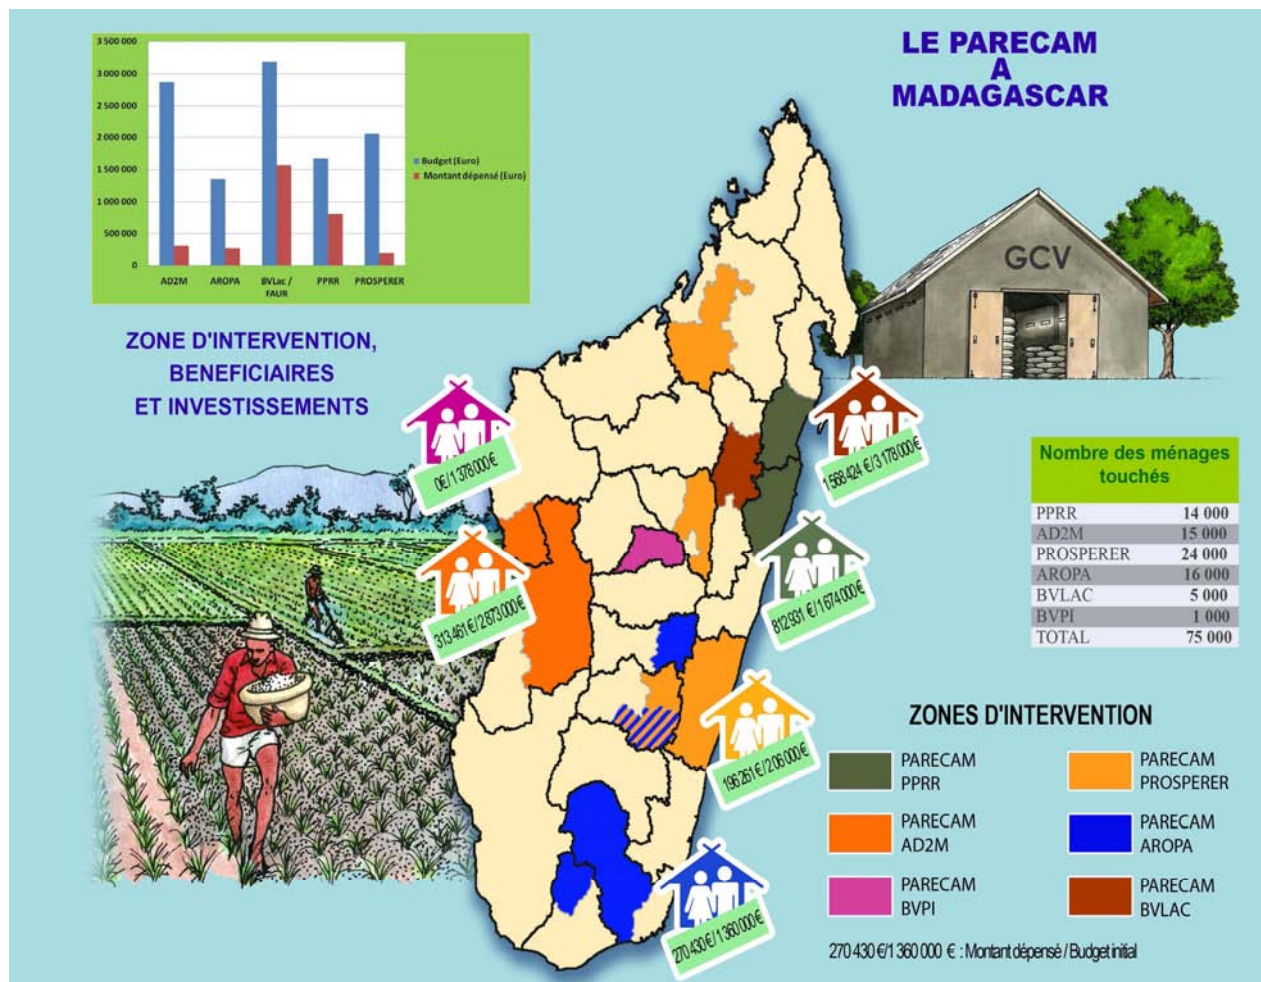 LE PARECAM
A
MADAGASCAR
3 500 000
3 000 000
2 500 000
2 000 000
1 500 000
1 000 000
500 000
0
AD2M
AROPA
BVLac /
FAUR
PPRR
PROSPERER
Budget (Euro)
Montant dépensé (Euro)
ZONE D'INTERVENTION,
BENEFICIAIRES
ET INVESTISSEMENTS
GCV
0€/1 378 000 €
1 568 424 €/3 178 000 €
313 461 €/2 873 000 €
812 931 €/1 674 000 €
196 261 €/2 06 000 €
270 430 €/1 360 000 €
Nombre des ménages
touchés
PPRR 14 000
AD2M 15 000
PROSPERER 24 000
AROPA 16 000
BVLAC 5 000
BVPI 1 000
TOTAL 75 000
ZONES D'INTERVENTION
PARECAM
PPRR
PARECAM
PROSPERER
PARECAM
AD2M
PARECAM
AROPA
PARECAM
BVPI
PARECAM
BVLAC
270 430 €/1 360 000 € : Montant dépensé / Budget initial